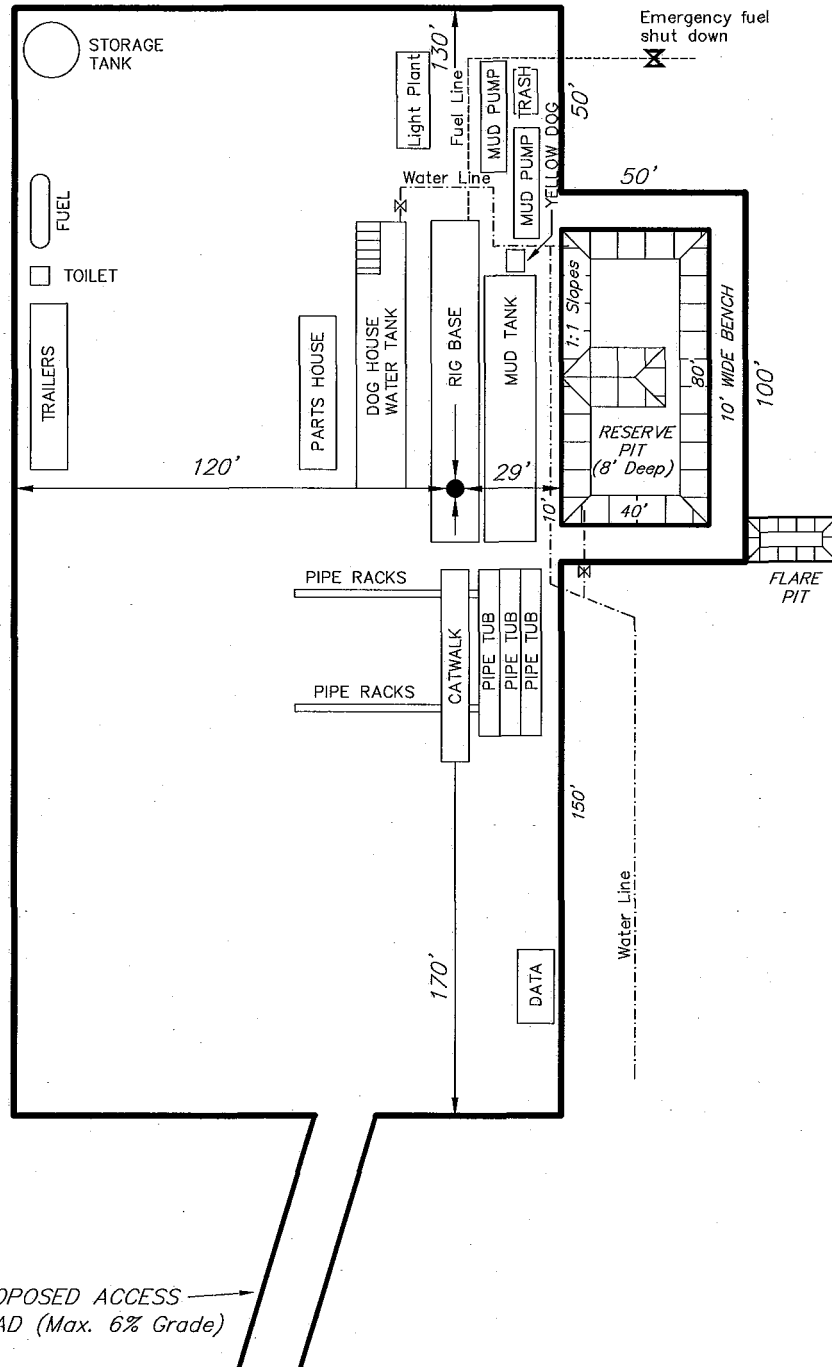 Emergency fuel
shut down
STORAGE
TANK
130'
Light Plant
Fuel Line
MUD PUMP
TRASH
50'
MUD PUMP
YELLOW DOG
Water Line
50'
FUEL
TOILET
TRAILERS
PARTS HOUSE
DOG HOUSE
WATER TANK
RIG BASE
MUD TANK
1:1 Slopes
80'
10' WIDE BENCH
100'
RESERVE
PIT
(8' Deep)
120'
29'
10'
40'
FLARE
PIT
PIPE RACKS
CATWALK
PIPE TUB
PIPE TUB
PIPE TUB
PIPE RACKS
150'
Water Line
170'
DATA
OPOSED ACCESS
AD (Max. 6% Grade)